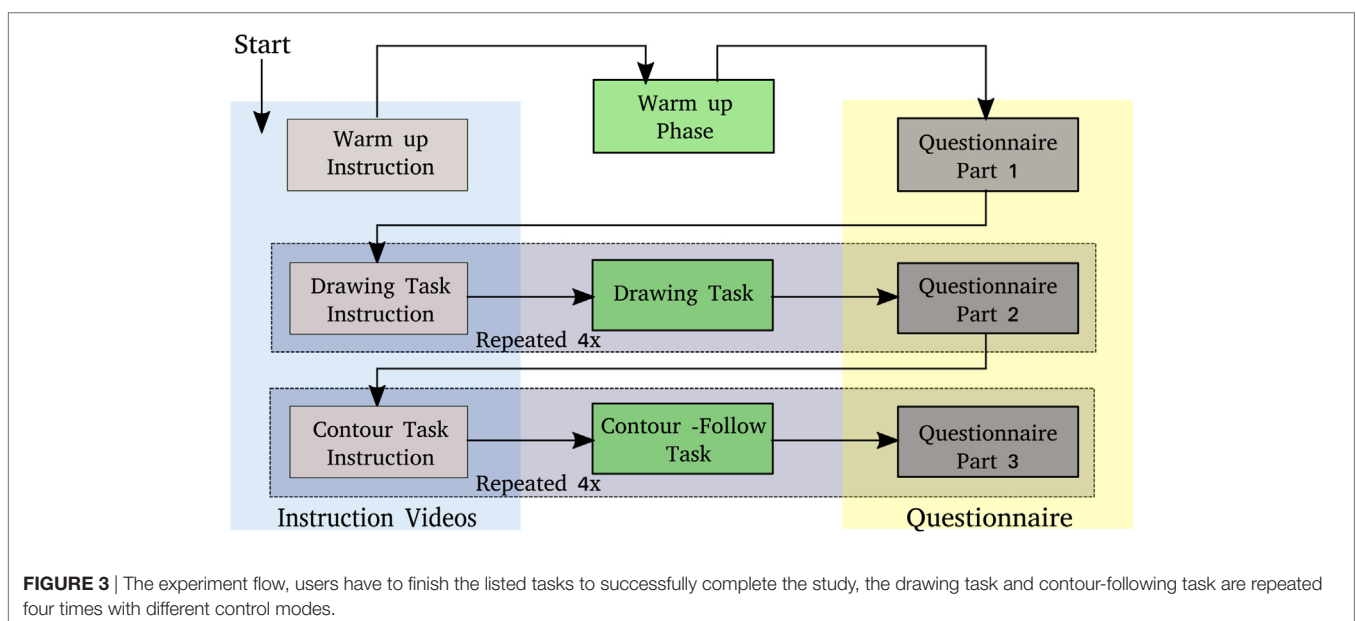 Start
Warm up
Instruction
Warm up
Phase
Questionnaire
Part 1
Drawing Task
Instruction
Drawing Task
Questionnaire
Part 2
Repeated 4x
Contour Task
Instruction
Contour -Follow
Task
Questionnaire
Part 3
Repeated 4x
Instruction Videos
Questionnaire
FIGURE 3 | The experiment flow, users have to finish the listed tasks to successfully complete the study, the drawing task and contour-following task are repeated
four times with different control modes.